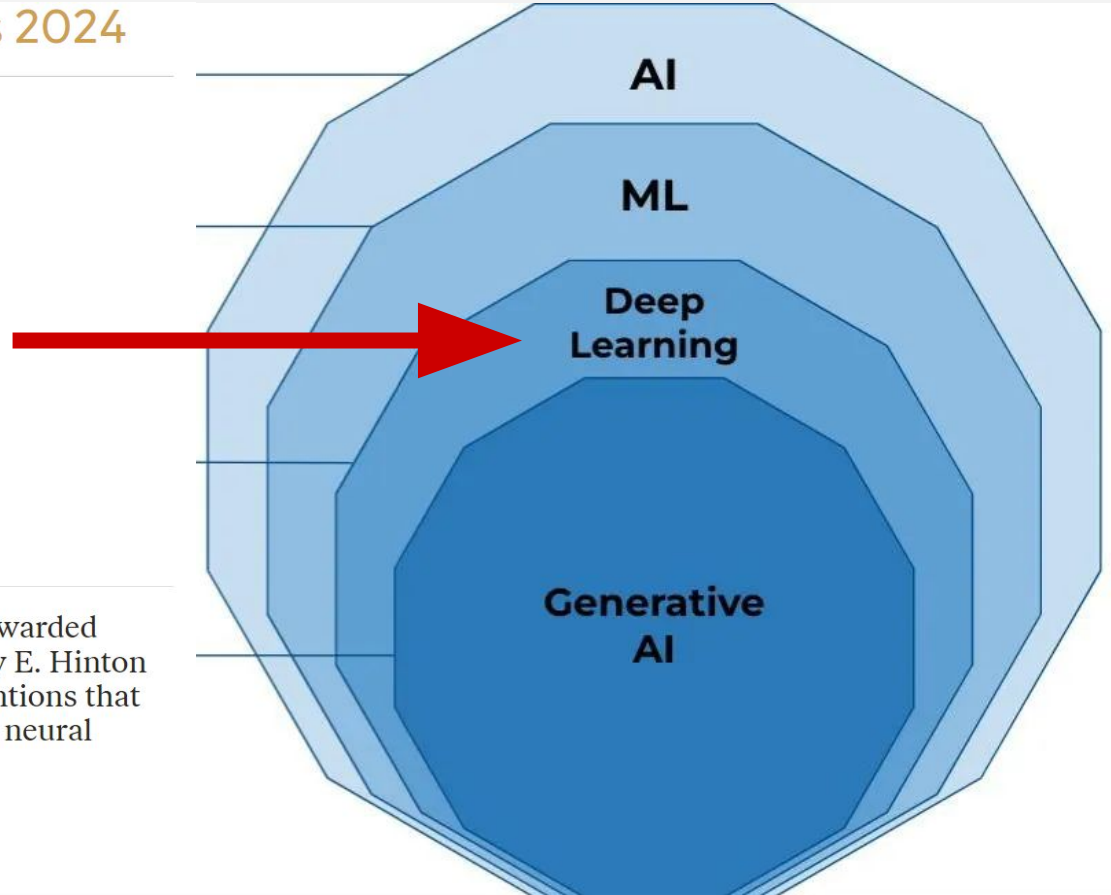 s 2024
AI
ML
Deep
Learning
Generative
AI
warded
y E. Hinton
ntions that
neural